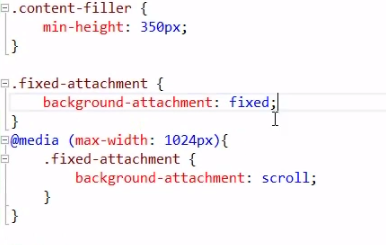 .content-filler {
min-height: 350px;
}
.fixed-attachment {
background-attachment: fixed;
}
@media (max-width: 1024px){
.fixed-attachment {
background-attachment: scroll;
}
}